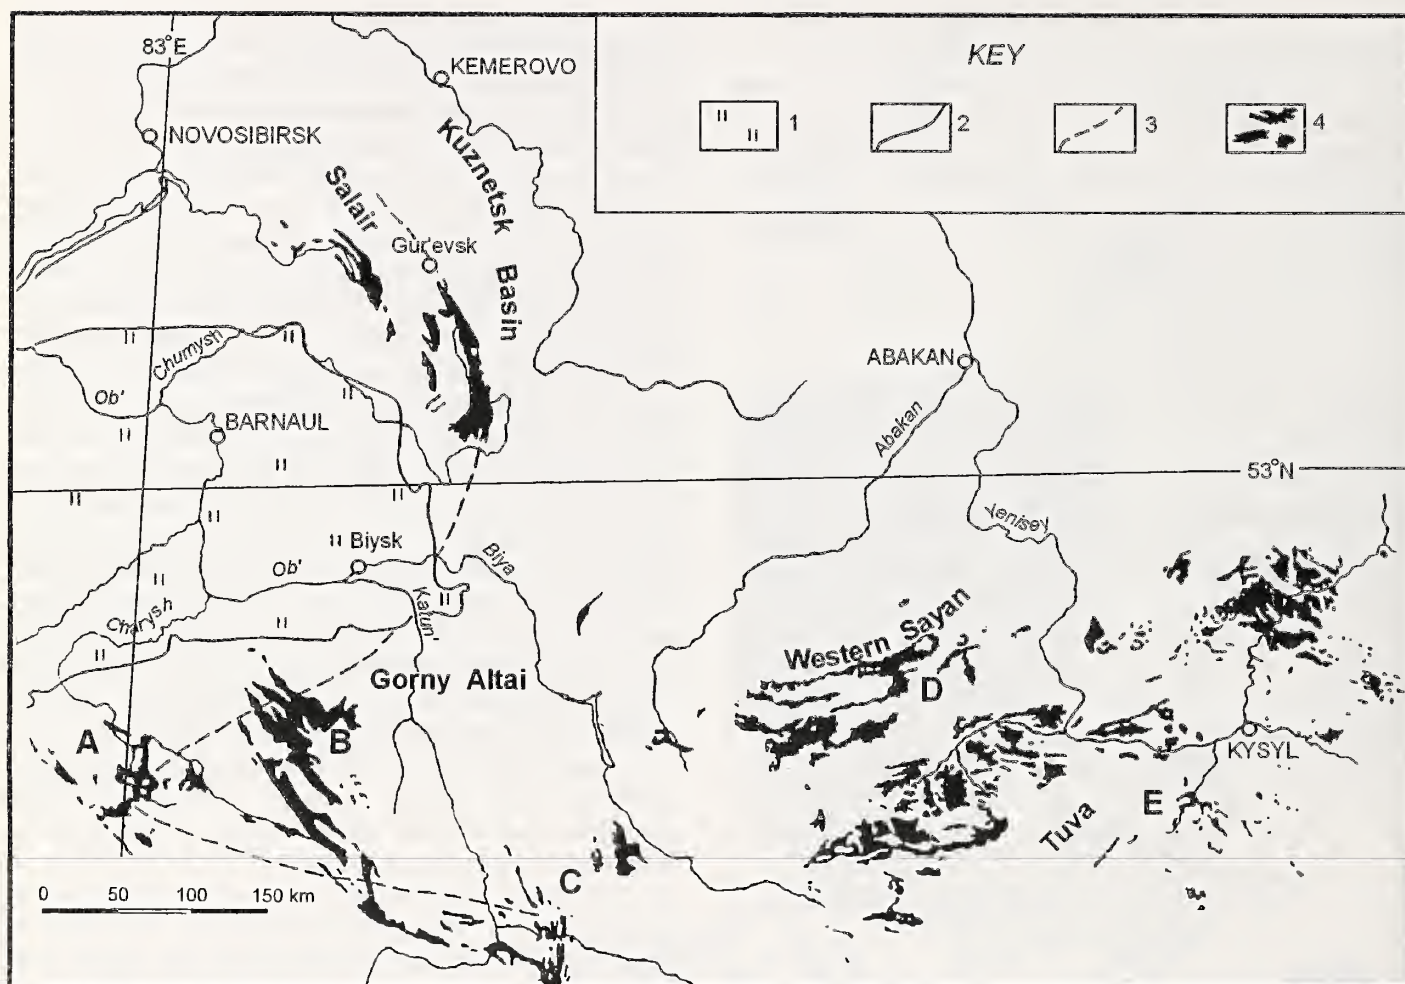 83°E
KEMEROVO
KEY
1
2
3
4
NOVOSIBIRSK
Kuznetsk Basin
Salair
Gur'evsk
Chumysh
Ob'
BARNAUL
ABAKAN
Abakan
53°N
Yenisey
Biysk
Biya
Ob'
Katun'
Charysh
Western Sayan
Gorny Altai
D
A
B
KYSYL
E
Tuva
C
0 50 100 150 km